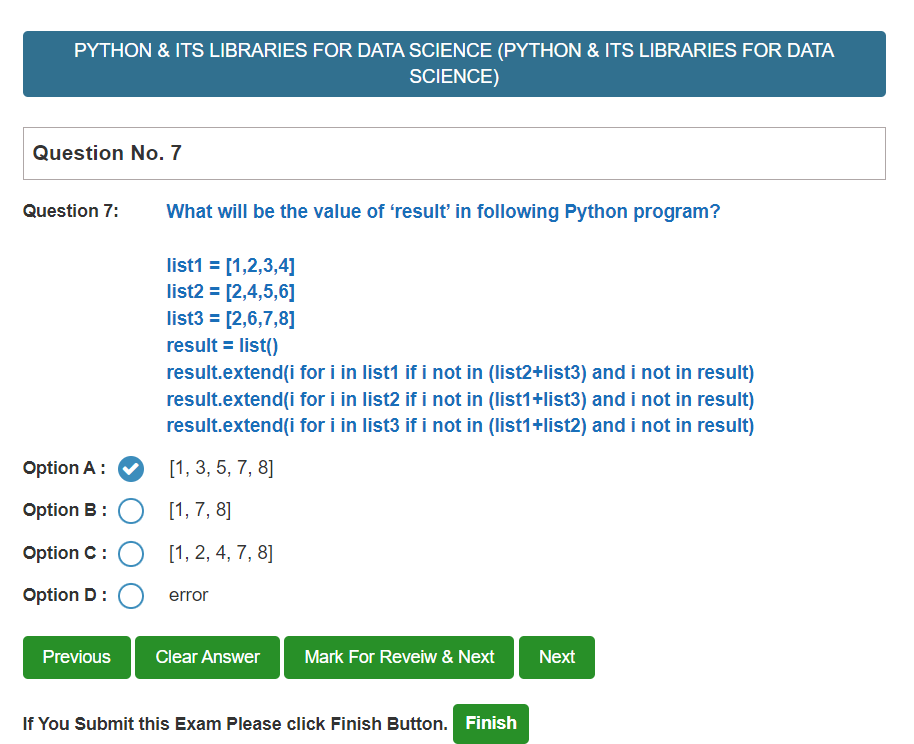 PYTHON & ITS LIBRARIES FOR DATA SCIENCE (PYTHON & ITS LIBRARIES FOR DATA
SCIENCE)
Question No. 7
Question 7: What will be the value of ‘result’ in following Python program?
list1 = [1,2,3,4]
list2 = [2,4,5,6]
list3 = [2,6,7,8]
result = list()
result.extend(i for i in list1 if i not in (list2+list3) and i not in result)
result.extend(i for i in list2 if i not in (list1+list3) and i not in result)
result.extend(i for i in list3 if i not in (list1+list2) and i not in result)
Option A : [1, 3, 5, 7, 8]
Option B : [1, 7, 8]
Option C : [1, 2, 4, 7, 8]
Option D : error
Previous Clear Answer Mark For Reveiw & Next Next
If You Submit this Exam Please click Finish Button. Finish